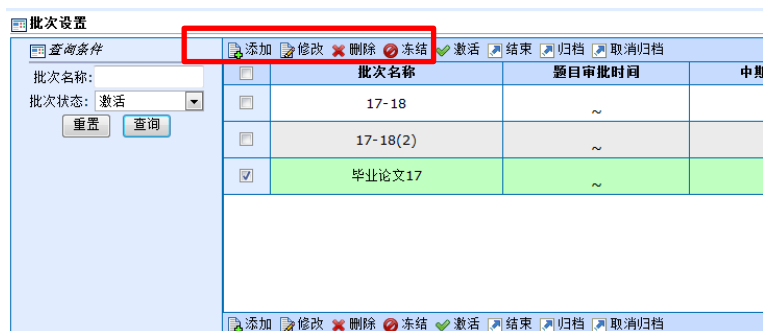 批次设置
查询条件
批次名称:
批次状态: 激活
重置 查询
添加 修改 删除 冻结 激活 结束 归档 取消归档
批次名称 题目审批时间 中期
17-18 ~
17-18(2) ~
毕业论文17 ~
添加 修改 删除 冻结 激活 结束 归档 取消归档